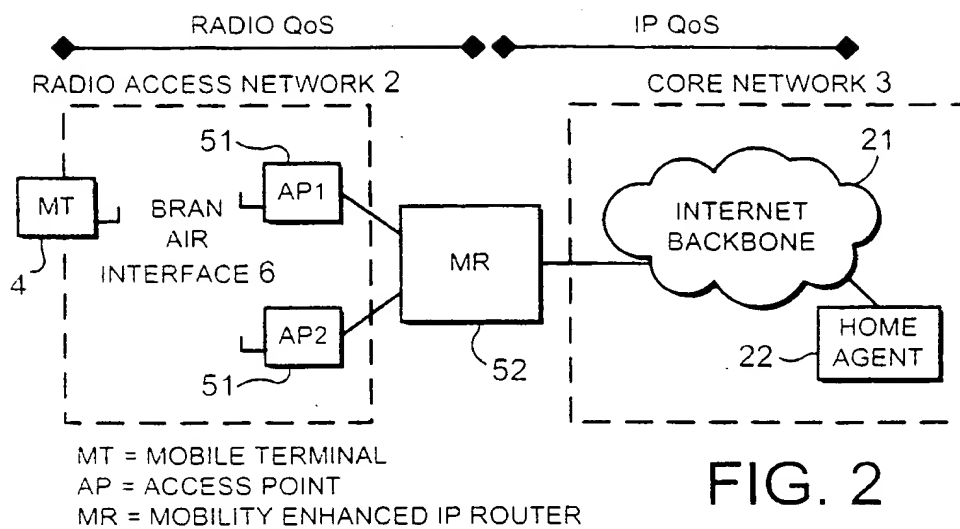 RADIO QoS
IP QoS
RADIO ACCESS NETWORK 2
CORE NETWORK 3
51
21
MT
BRAN
AIR
INTERFACE 6
AP1
INTERNET
BACKBONE
MR
4
AP2
HOME
AGENT
51
52
22
MT = MOBILE TERMINAL
AP = ACCESS POINT
MR = MOBILITY ENHANCED IP ROUTER
FIG. 2